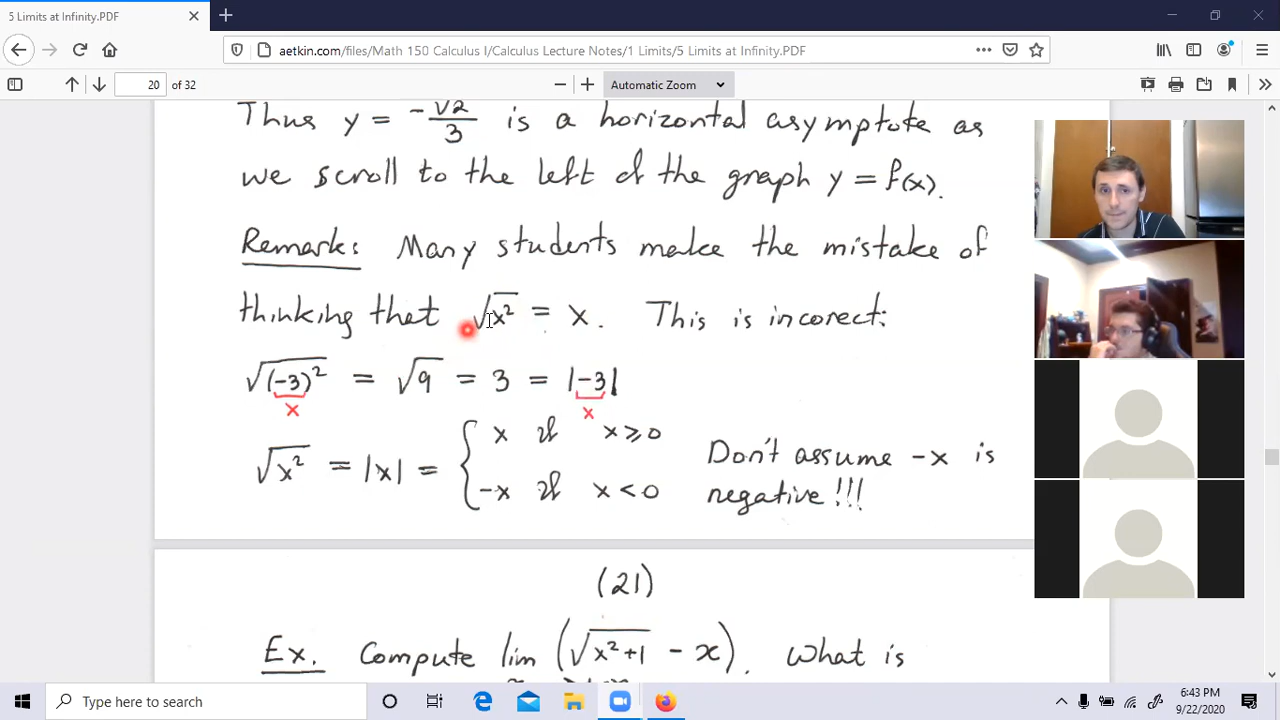 5 Limits at Infinity.PDF
aetkin.com/files/Math 150 Calculus I/Calculus Lecture Notes/1 Limits/5 Limits at Infinity.PDF
20 of 32
Automatic Zoom
Thus y = -√2/3 is a horizontal asymptote as
we scroll to the left of the graph y = f(x).
Remark: Many students make the mistake of
thinking that √x² = x. This is incorect:
√(-3)² = √9 = 3 = |-3|
x x
√x² = |x| = { x if x ≥ 0
-x if x < 0
Don't assume -x is
negative!!!
(21)
Ex. Compute lim (√x²+1 - x). What is
Type here to search
6:43 PM
9/22/2020